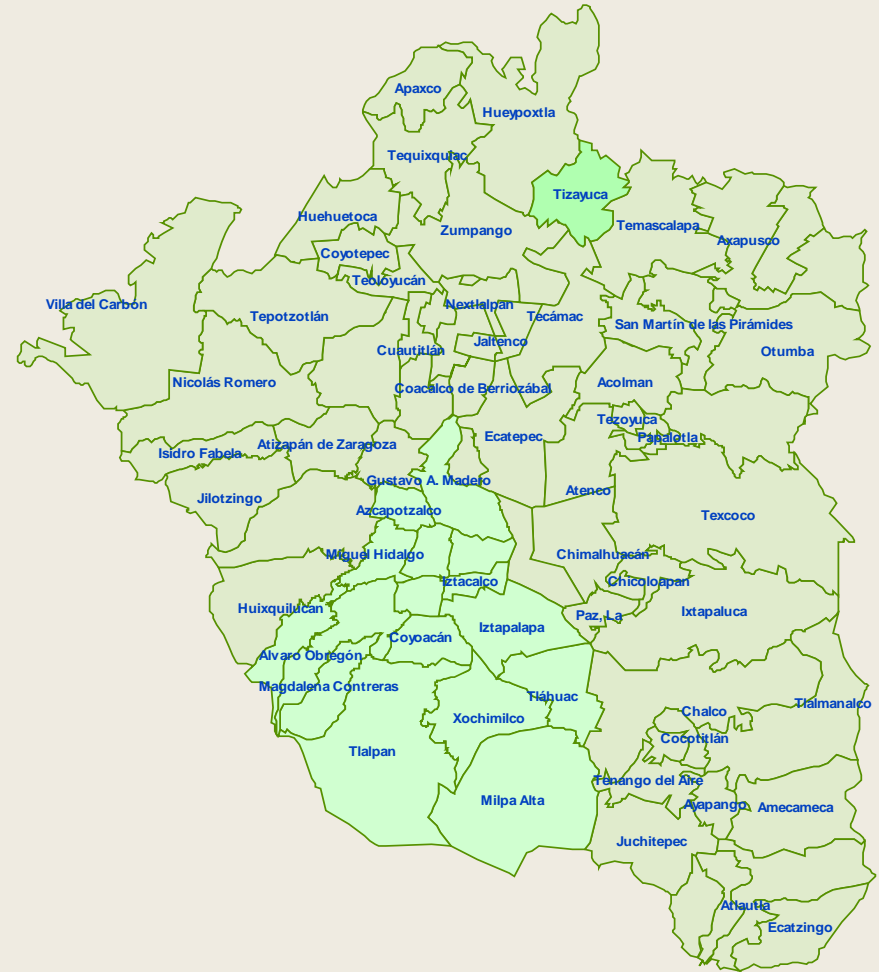 Apaxco
Hueypoxtla
Tequixquiac
Tizayuca
Huehuetoca
Temascalapa
Zumpango
Axapusco
Coyotepec
Teoloyucán
Villa del Carbón
Nextlalpan
Tepotzotlán
Tecámac
San Martín de las Pirámides
Jaltenco
Cuautitlán
Otumba
Nicolás Romero
Acolman
Coacalco de Berriozábal
Tezoyuca
Ecatepec
Papalotla
Atizapán de Zaragoza
Isidro Fabela
Gustavo A. Madero
Atenco
Jilotzingo
Azcapotzalco
Texcoco
Miguel Hidalgo
Chimalhuacán
Iztacalco
Chicoloapan
Huixquilucan
Ixtapaluca
Paz, La
Iztapalapa
Coyoacán
Alvaro Obregón
Magdalena Contreras
Tláhuac
Tlalmanalco
Chalco
Xochimilco
Cocotitlán
Tlalpan
Tenango del Aire
Milpa Alta
Ayapango
Amecameca
Juchitepec
Atlautla
Ecatzingo